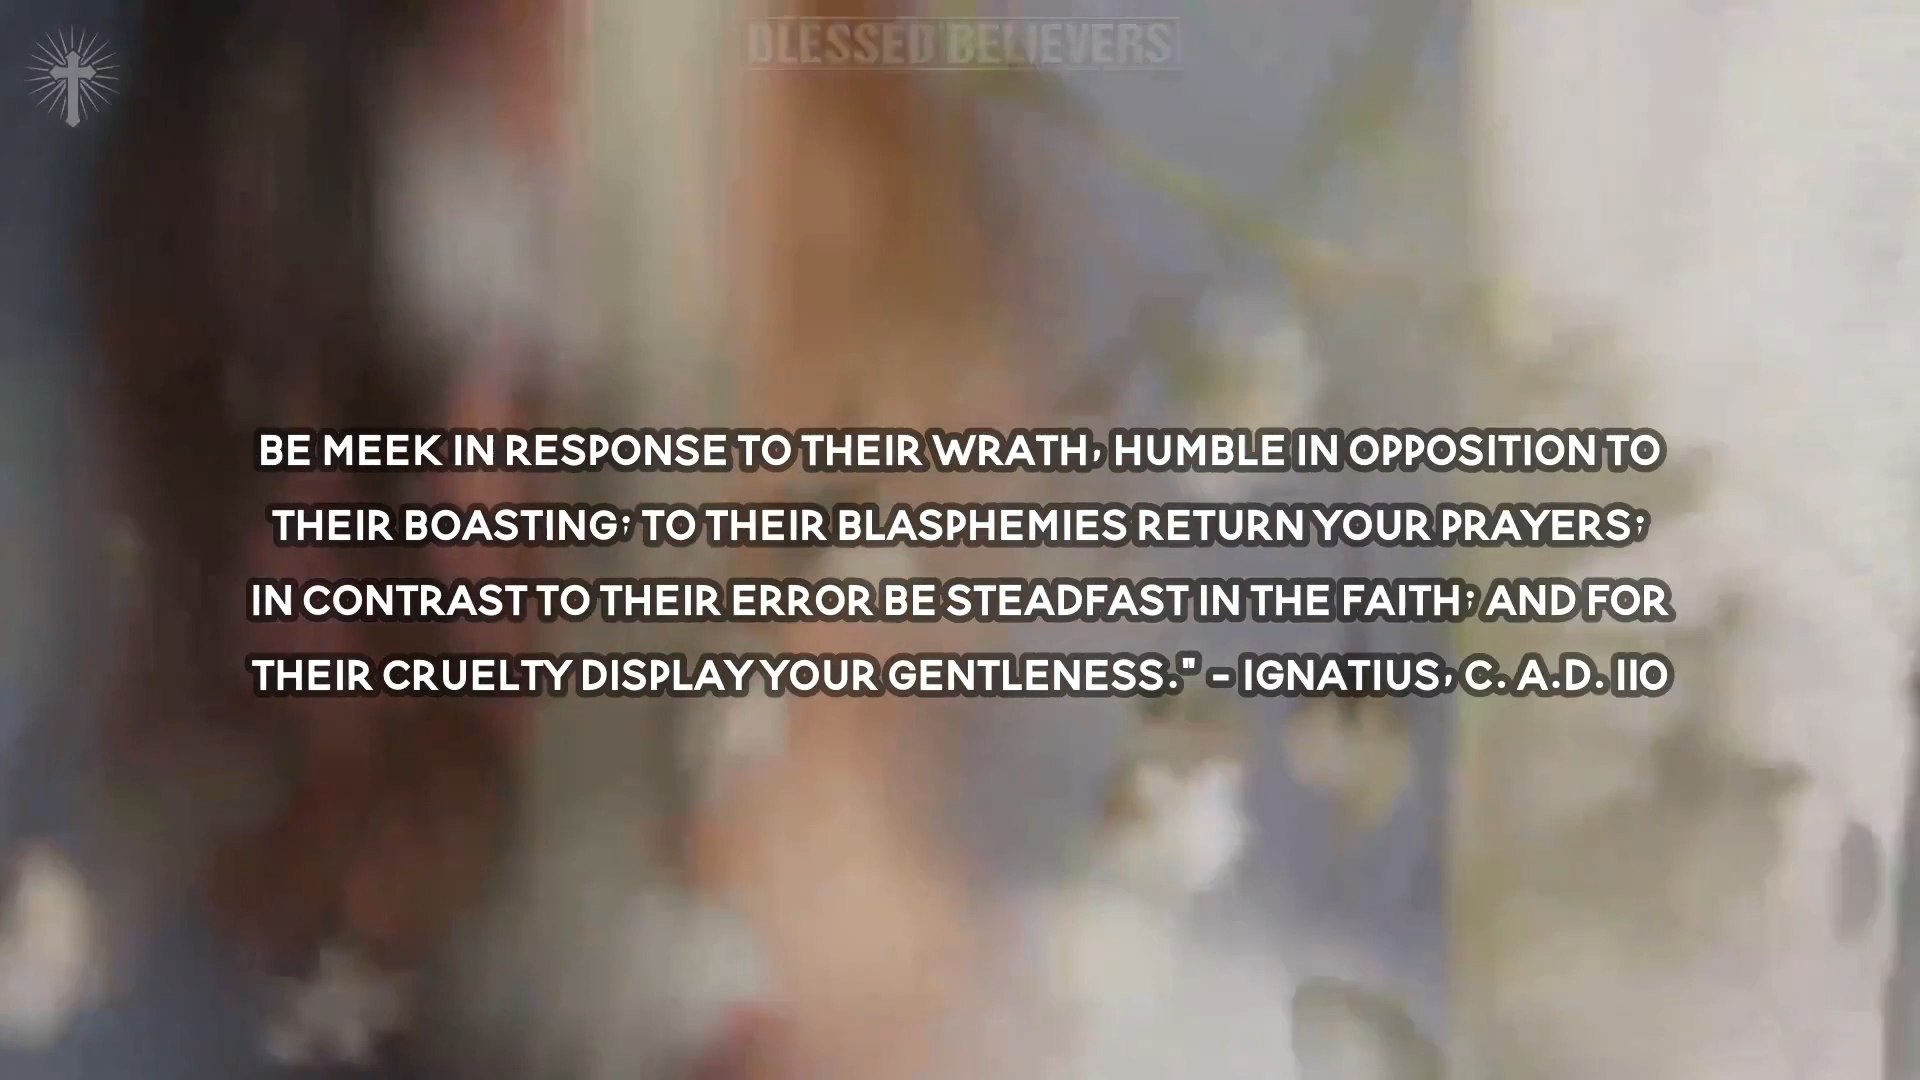 BLESSED BELIEVERS
BE MEEK IN RESPONSE TO THEIR WRATH, HUMBLE IN OPPOSITION TO
THEIR BOASTING; TO THEIR BLASPHEMIES RETURN YOUR PRAYERS;
IN CONTRAST TO THEIR ERROR BE STEADFAST IN THE FAITH; AND FOR
THEIR CRUELTY DISPLAY YOUR GENTLENESS." - IGNATIUS, C. A.D. 110